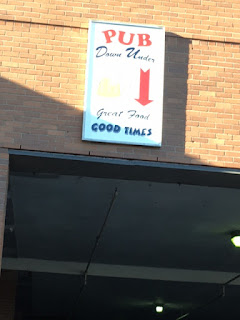 PUB
Down Under
Great Food
GOOD TIMES